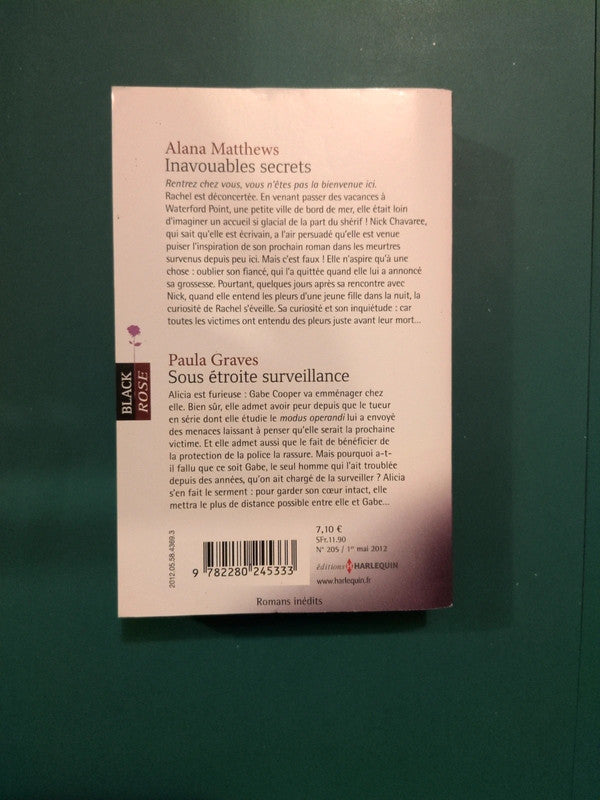 Alana Matthews
Inavouables secrets
Rentrez chez vous, vous n'êtes pas la bienvenue ici.
Rachel est déconcertée. En venant passer des vacances à
Waterford Point, une petite ville de bord de mer, elle était loin
d'imaginer un accueil si glacial de la part du shérif ! Nick Chavaree,
qui sait qu'elle est écrivain, a l'air persuadé qu'elle est venue
puiser l'inspiration de son prochain roman dans les meurtres
survenus depuis peu ici. Mais c'est faux ! Elle n'aspire qu'à une
chose : oublier son fiancé, qui l'a quittée quand elle lui a annoncé
sa grossesse. Pourtant, quelques jours après sa rencontre avec
Nick, quand elle entend les pleurs d'une jeune fille dans la nuit, la
curiosité de Rachel s'éveille. Sa curiosité et son inquiétude : car
toutes les victimes ont entendu des pleurs juste avant leur mort...
BLACK
ROSE
Paula Graves
Sous étroite surveillance
Alicia est furieuse : Gabe Cooper va emménager chez
elle. Bien sûr, elle admet avoir peur depuis que le tueur
en série dont elle étudie le modus operandi lui a envoyé
des menaces laissant à penser qu'elle serait la prochaine
victime. Et elle admet aussi que le fait de bénéficier de
la protection de la police la rassure. Mais pourquoi a-t-
il fallu que ce soit Gabe, le seul homme qui l'ait troublée
depuis des années, qu'on ait chargé de la surveiller ? Alicia
s'en fait le serment : pour garder son cœur intact, elle
mettra le plus de distance possible entre elle et Gabe...
2012.05.58.4369.3
9 782280 245333
7,10 €
SFr.11.90
N° 205 / 1er mai 2012
éditions H HARLEQUIN
www.harlequin.fr
Romans inédits